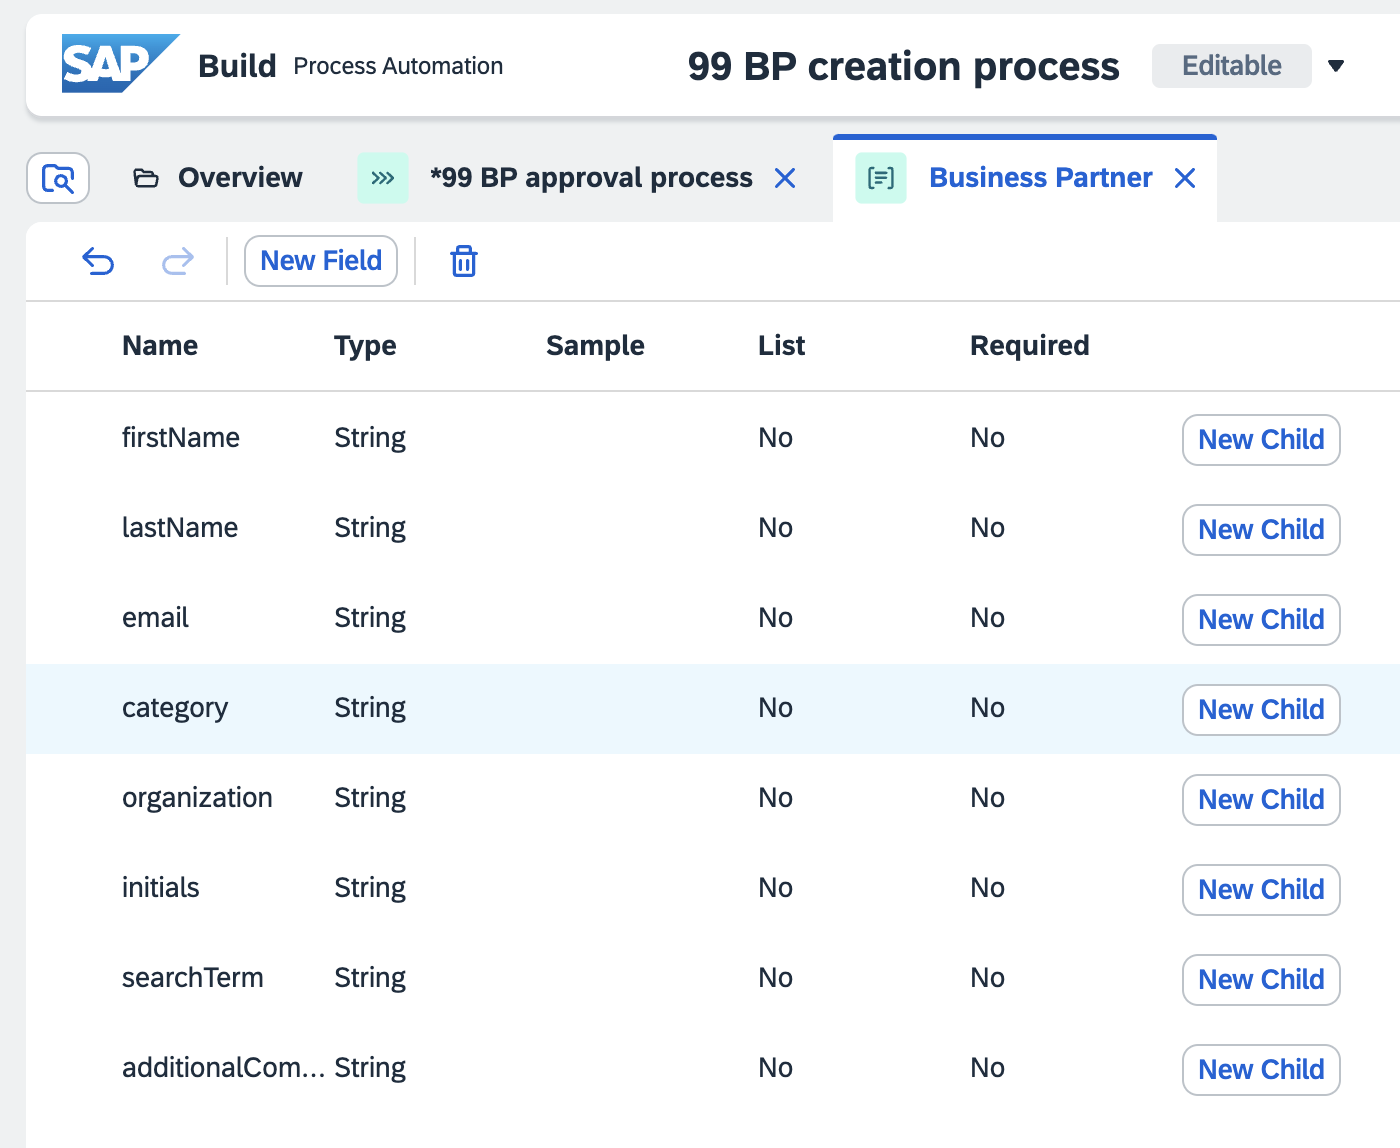 SAP Build Process Automation 99 BP creation process Editable
Overview *99 BP approval process Business Partner
New Field
Name Type Sample List Required
firstName String No No New Child
lastName String No No New Child
email String No No New Child
category String No No New Child
organization String No No New Child
initials String No No New Child
searchTerm String No No New Child
additionalCom... String No No New Child